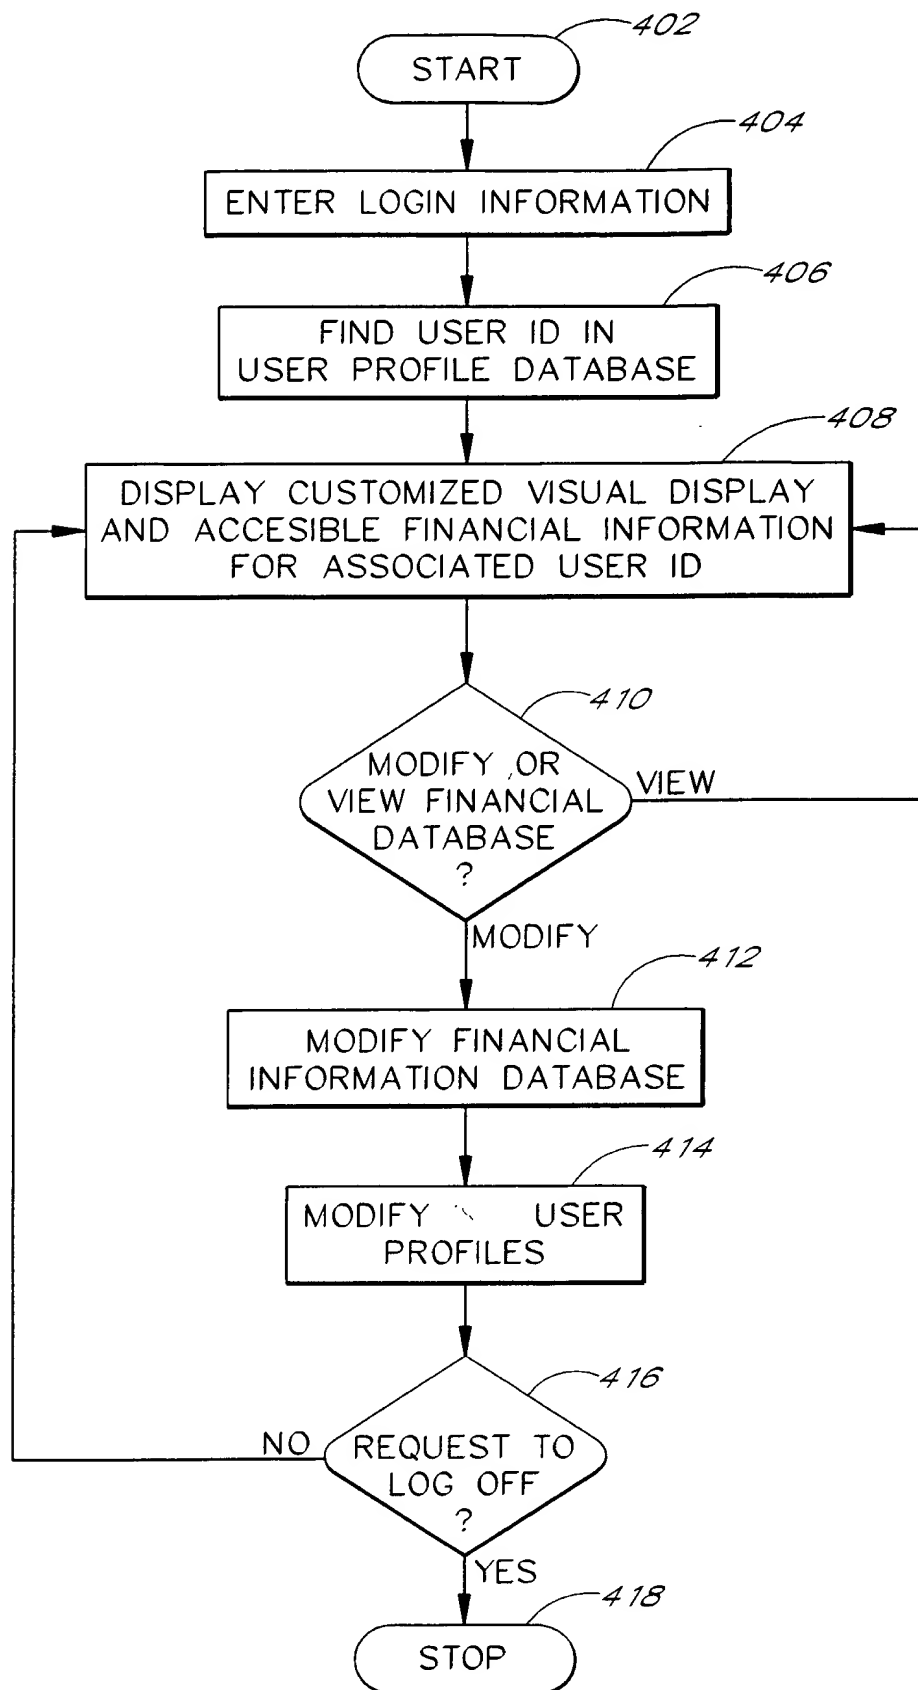 402
START
404
ENTER LOGIN INFORMATION
406
FIND USER ID IN
USER PROFILE DATABASE
408
DISPLAY CUSTOMIZED VISUAL DISPLAY
AND ACCESIBLE FINANCIAL INFORMATION
FOR ASSOCIATED USER ID
410
MODIFY OR
VIEW FINANCIAL
DATABASE
?
VIEW
MODIFY
412
MODIFY FINANCIAL
INFORMATION DATABASE
414
MODIFY USER
PROFILES
416
NO
REQUEST TO
LOG OFF
?
YES
418
STOP